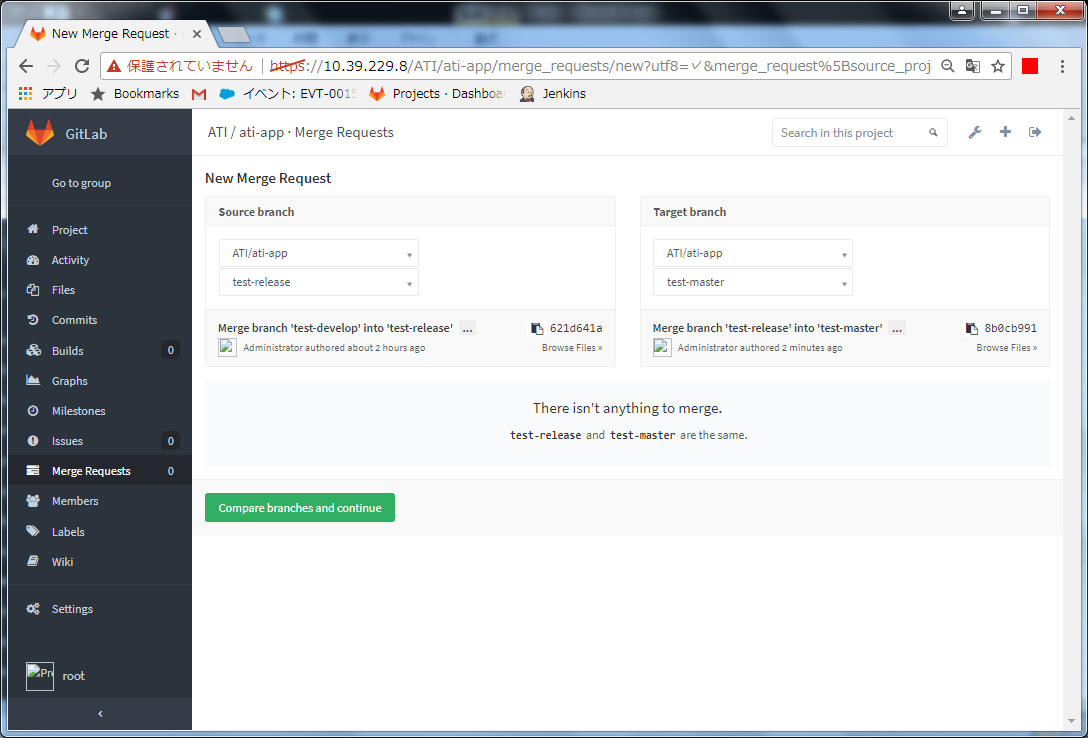 New Merge Request ·
保護されていません https://10.39.229.8/ATI/ati-app/merge_requests/new?utf8=✓&merge_request%5Bsource_proj
アプリ Bookmarks イベント: EVT-0015 Projects · Dashboar Jenkins
GitLab
ATI / ati-app · Merge Requests
Search in this project
Go to group
Project
Activity
Files
Commits
Builds 0
Graphs
Milestones
Issues 0
Merge Requests 0
Members
Labels
Wiki
Settings
Pro
root
New Merge Request
Source branch
ATI/ati-app
test-release
Merge branch 'test-develop' into 'test-release' ... 621d641a
Administrator authored about 2 hours ago Browse Files »
Target branch
ATI/ati-app
test-master
Merge branch 'test-release' into 'test-master' ... 8b0cb991
Administrator authored 2 minutes ago Browse Files »
There isn't anything to merge.
test-release and test-master are the same.
Compare branches and continue